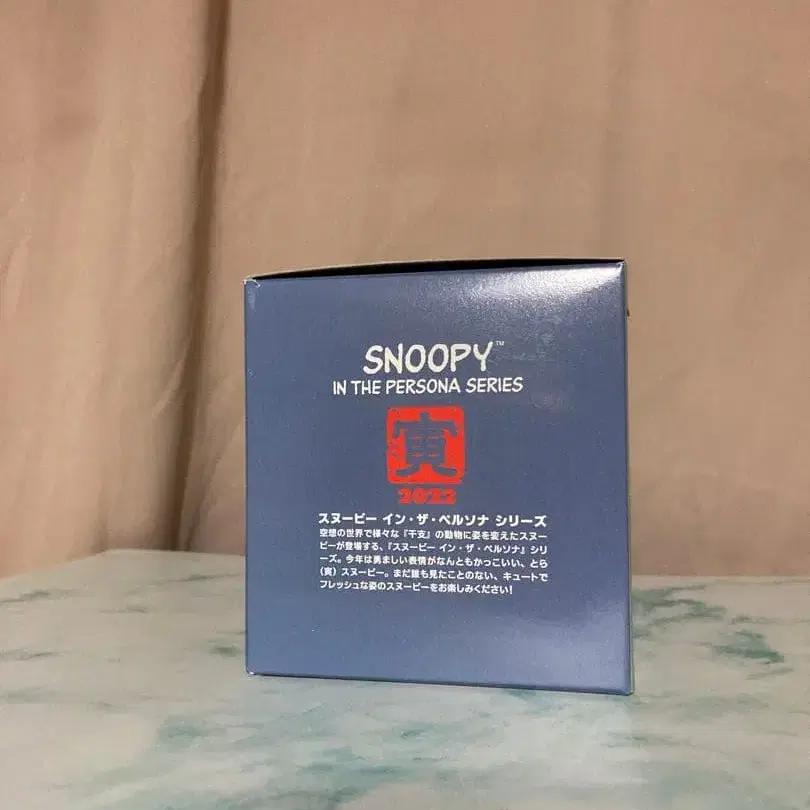 SNOOPY™
IN THE PERSONA SERIES
寅
2022
スヌーピー イン・ザ・ペルソナ シリーズ
空想の世界で様々な『干支』の動物に姿を変えたスヌー
ピーが登場する、『スヌーピー イン・ザ・ペルソナ』シリ
ーズ。今年は勇ましい表情がなんともかっこいい、とら
(寅)スヌーピー。まだ誰も見たことのない、キュートで
フレッシュな姿のスヌーピーをお楽しみください!